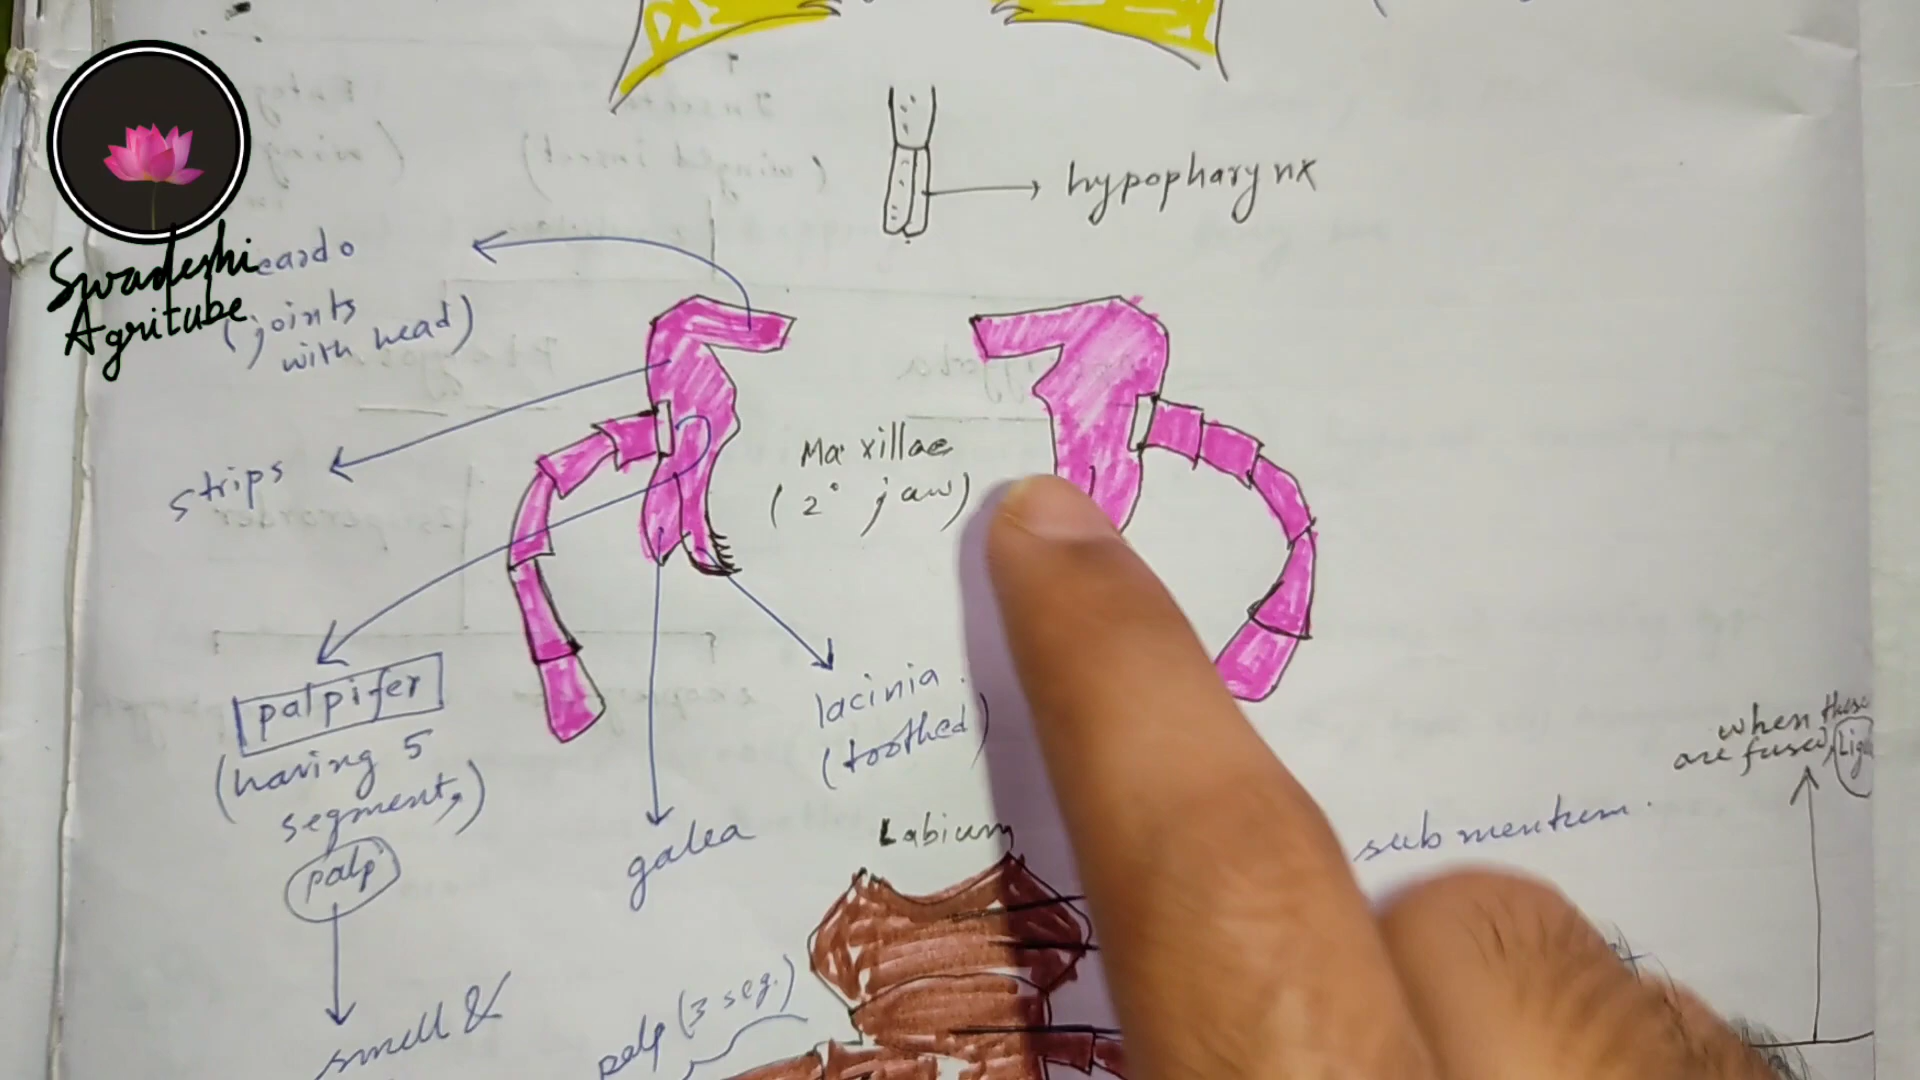 hypopharynx
Swadeshi
Agritube
cardo
(joints
with head)
strips
Maxillae
(2° jaw)
palpifer
(having 5
segments)
palp
smell &
galea
lacinia.
(toothed)
Labium
palp (3 seg.)
sub mentum.
when these
are fused,